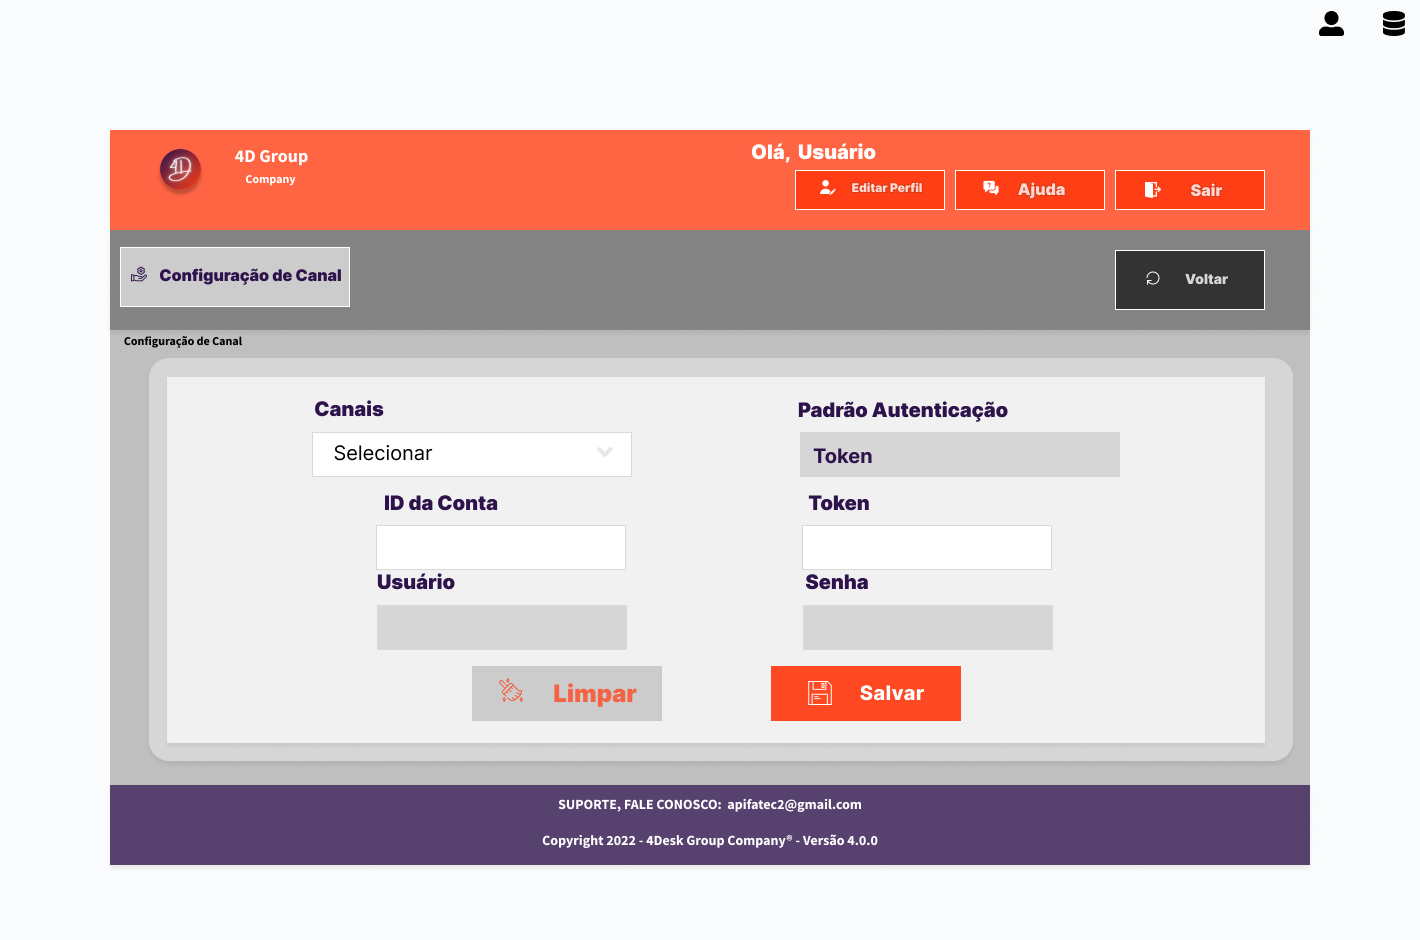 4D
4D Group
Company
Olá, Usuário
Editar Perfil
Ajuda
Sair
Configuração de Canal
Voltar
Configuração de Canal
Canais
Padrão Autenticação
Selecionar
Token
ID da Conta
Token
Usuário
Senha
Limpar
Salvar
SUPORTE, FALE CONOSCO: apifatec2@gmail.com
Copyright 2022 - 4Desk Group Company® - Versão 4.0.0